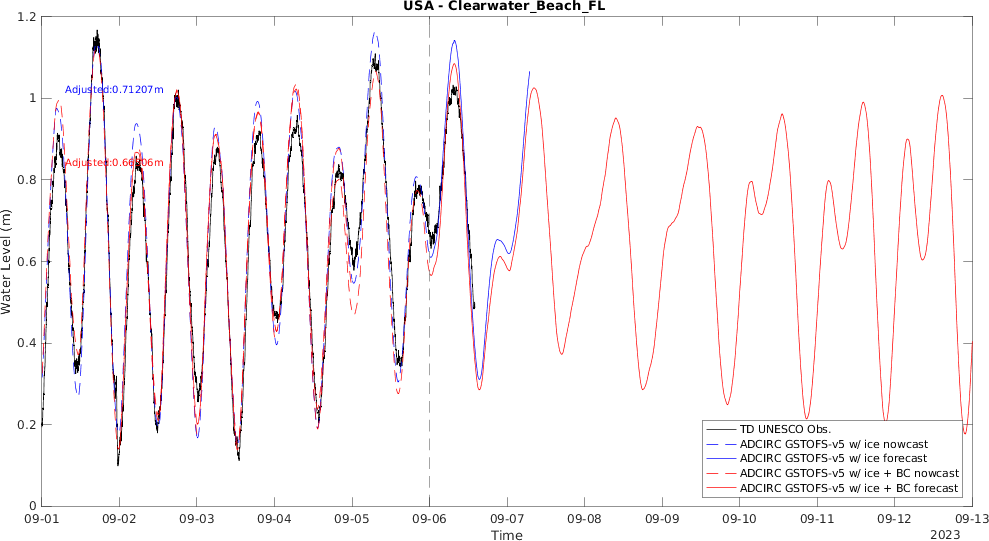 USA - Clearwater_Beach_FL
1.2
1
0.8
0.6
0.4
0.2
0
Water Level (m)
Adjusted:0.71207m
TD UNESCO Obs.
ADCIRC GSTOFS-v5 w/ ice nowcast
ADCIRC GSTOFS-v5 w/ ice forecast
ADCIRC GSTOFS-v5 w/ ice + BC nowcast
ADCIRC GSTOFS-v5 w/ ice + BC forecast
09-01 09-02 09-03 09-04 09-05 09-06 09-07 09-08 09-09 09-10 09-11 09-12 09-13
Time
2023